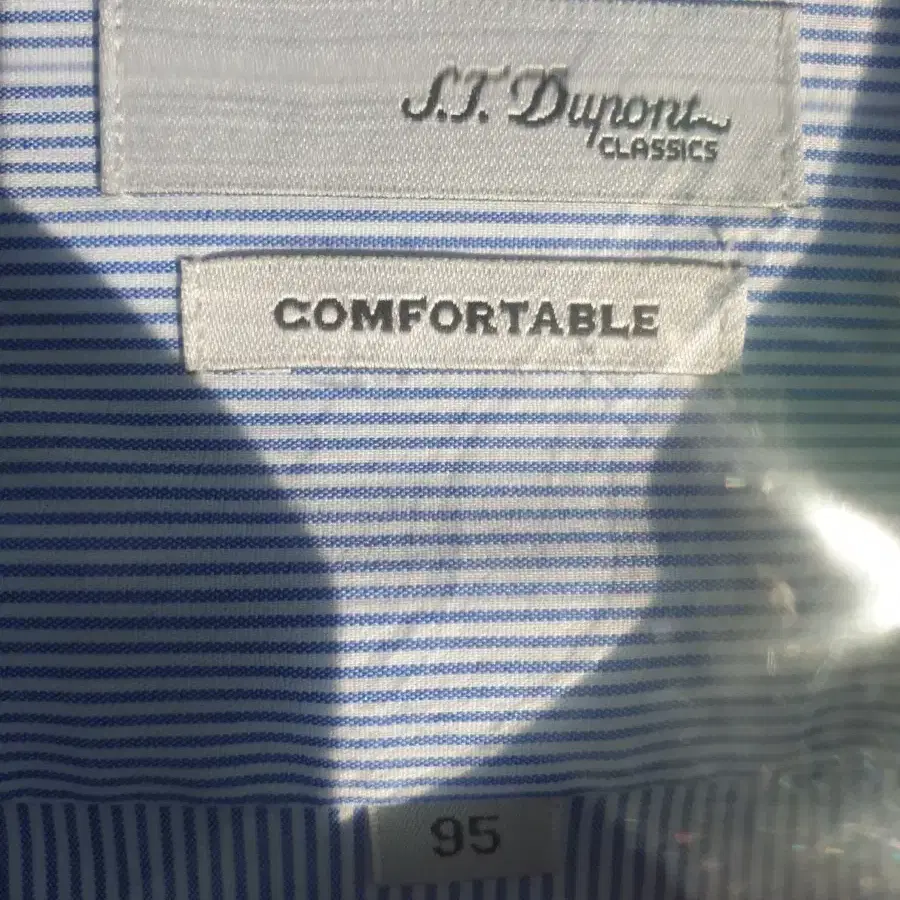 S.T. Dupont
CLASSICS
COMFORTABLE
95